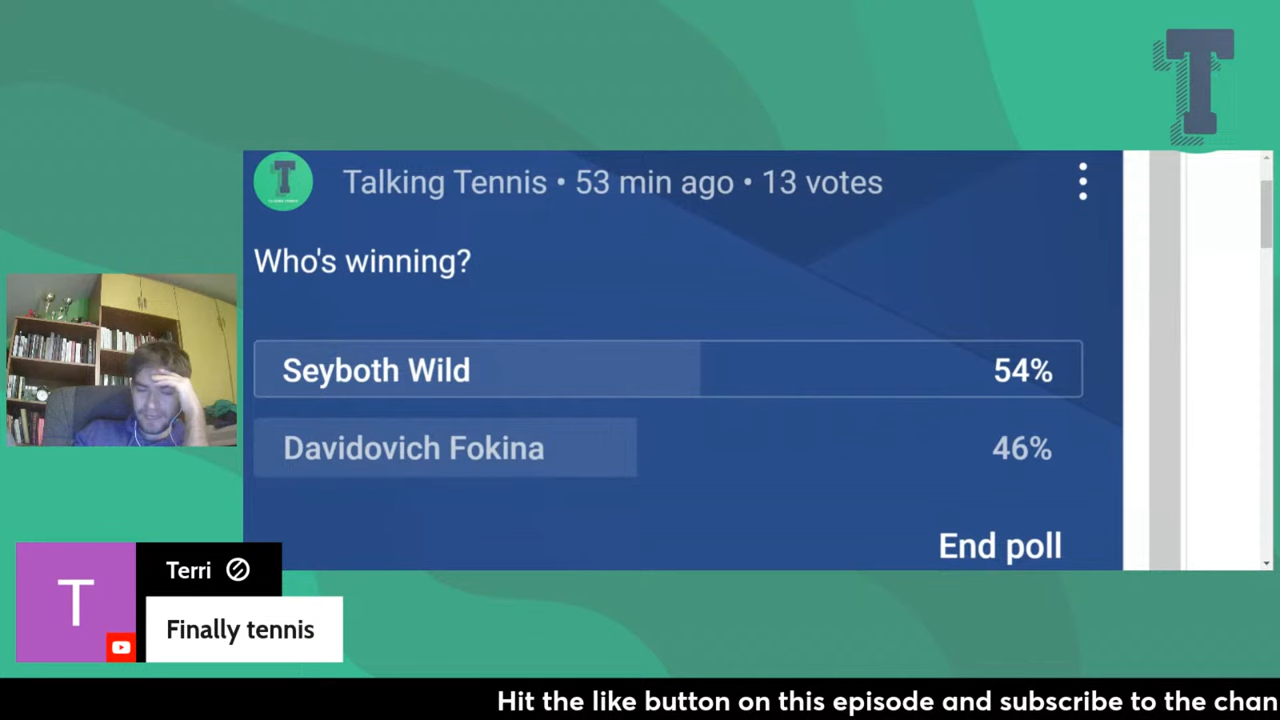 T
Talking Tennis • 53 min ago • 13 votes
Who's winning?
Seyboth Wild 54%
Davidovich Fokina 46%
End poll
T
Terri
Finally tennis
Hit the like button on this episode and subscribe to the chan